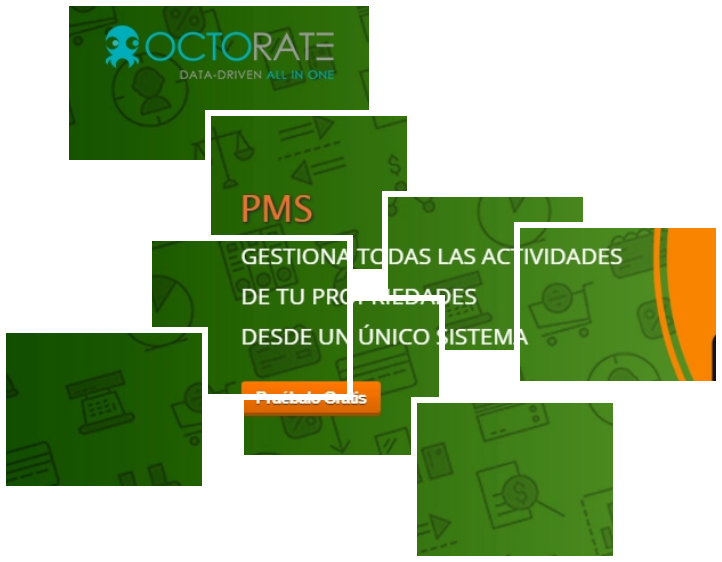 OCTORATE
DATA-DRIVEN ALL IN ONE
PMS
GESTIONA TODAS LAS ACTIVIDADES
DE TU PROPRIEDADES
DESDE UN ÚNICO SISTEMA
Pruébalo Gratis